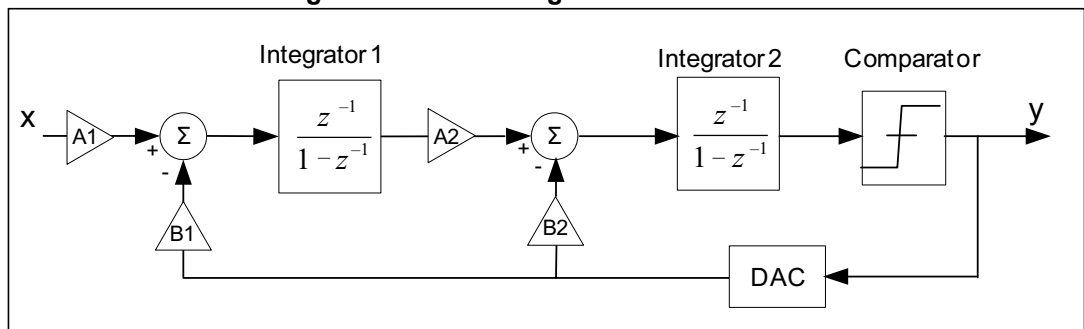 Integrator 1
Integrator 2
Comparator
x
A1
+
-
Σ
z⁻¹
1 – z⁻¹
A2
+
-
Σ
z⁻¹
1 – z⁻¹
y
B1
B2
DAC